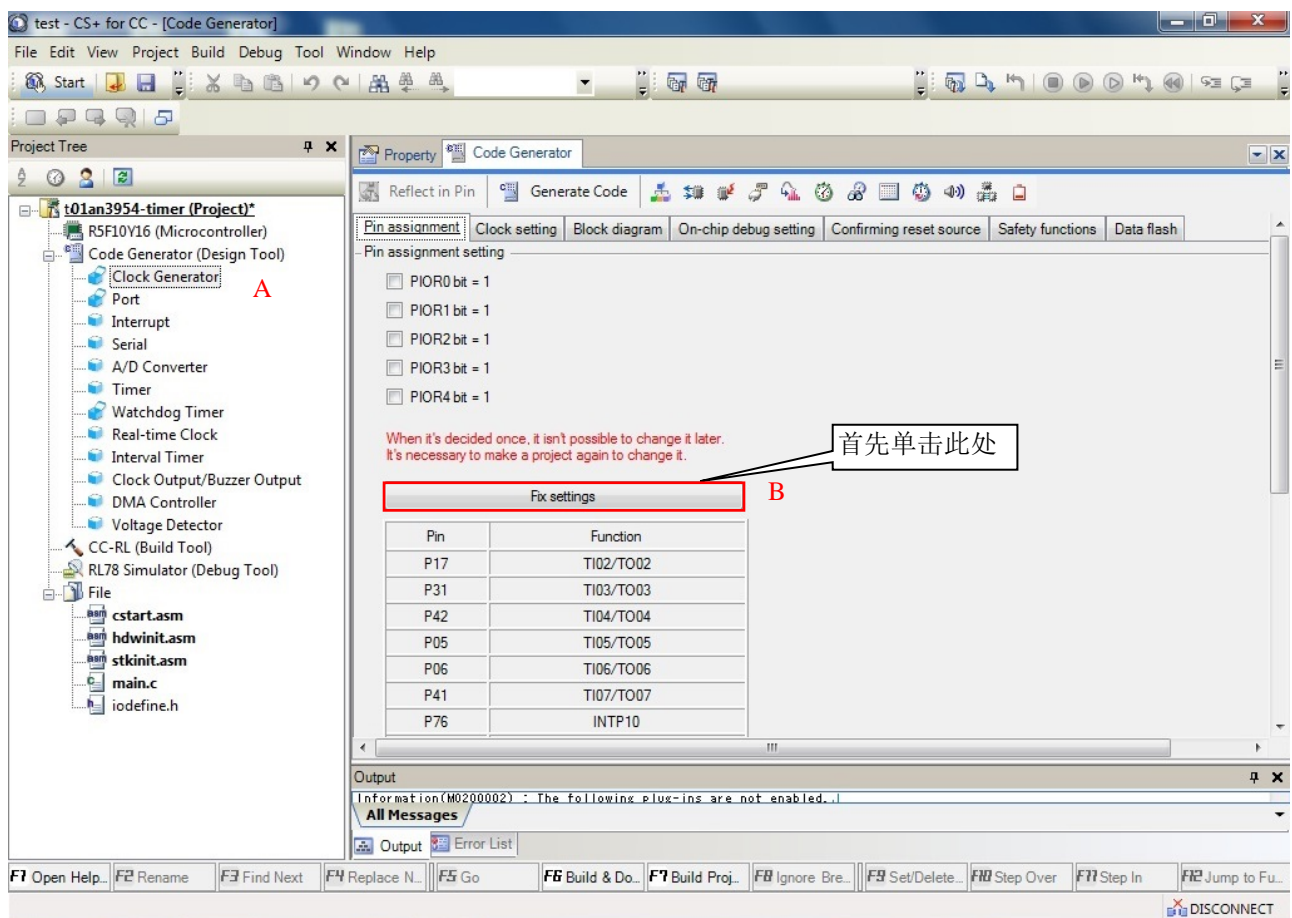 test - CS+ for CC - [Code Generator]
File Edit View Project Build Debug Tool Window Help
Start
Project Tree
Property Code Generator
Reflect in Pin Generate Code
t01an3954-timer (Project)*
R5F10Y16 (Microcontroller)
Code Generator (Design Tool)
Clock Generator
A
Port
Interrupt
Serial
A/D Converter
Timer
Watchdog Timer
Real-time Clock
Interval Timer
Clock Output/Buzzer Output
DMA Controller
Voltage Detector
CC-RL (Build Tool)
RL78 Simulator (Debug Tool)
File
cstart.asm
hdwinit.asm
stkinit.asm
main.c
iodefine.h
Pin assignment Clock setting Block diagram On-chip debug setting Confirming reset source Safety functions Data flash
Pin assignment setting
PIOR0 bit = 1
PIOR1 bit = 1
PIOR2 bit = 1
PIOR3 bit = 1
PIOR4 bit = 1
When it's decided once, it isn't possible to change it later.
It's necessary to make a project again to change it.
首先单击此处
Fix settings
B
Pin Function
P17 TI02/TO02
P31 TI03/TO03
P42 TI04/TO04
P05 TI05/TO05
P06 TI06/TO06
P41 TI07/TO07
P76 INTP10
Output
Information(M0200002) : The following plug-ins are not enabled..
All Messages
Output Error List
F1 Open Help... F2 Rename F3 Find Next F4 Replace N... F5 Go F6 Build & Do... F7 Build Proj... F8 Ignore Bre... F9 Set/Delete... F10 Step Over F11 Step In F12 Jump to Fu...
DISCONNECT